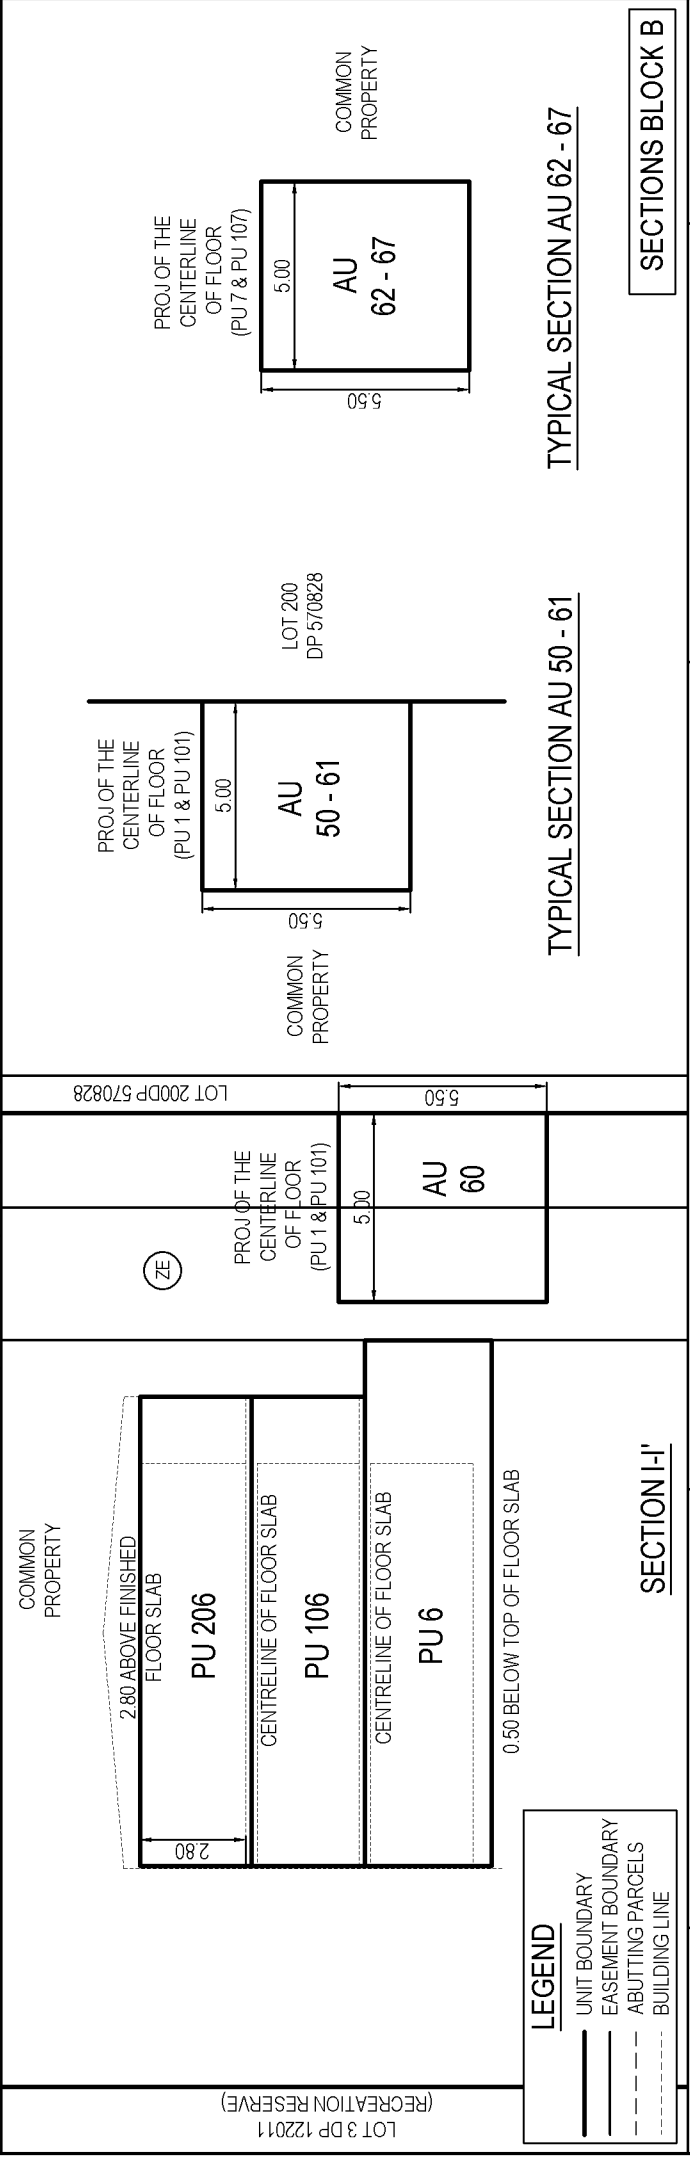 LOT 3 DP 122011
(RECREATION RESERVE)
COMMON
PROPERTY
2.80 ABOVE FINISHED
FLOOR SLAB
2.80
PU 206
CENTRELINE OF FLOOR SLAB
PU 106
CENTRELINE OF FLOOR SLAB
PU 6
0.50 BELOW TOP OF FLOOR SLAB
SECTION I-I'
LEGEND
UNIT BOUNDARY
EASEMENT BOUNDARY
ABUTTING PARCELS
BUILDING LINE
ZE
PROJ OF THE
CENTERLINE
OF FLOOR
(PU 1 & PU 101)
5.00
AU
60
5.50
LOT 200DP 570828
COMMON
PROPERTY
PROJ OF THE
CENTERLINE
OF FLOOR
(PU 1 & PU 101)
5.00
5.50
AU
50 - 61
LOT 200
DP 570828
TYPICAL SECTION AU 50 - 61
PROJ OF THE
CENTERLINE
OF FLOOR
(PU 7 & PU 107)
5.00
5.50
AU
62 - 67
COMMON
PROPERTY
TYPICAL SECTION AU 62 - 67
SECTIONS BLOCK B